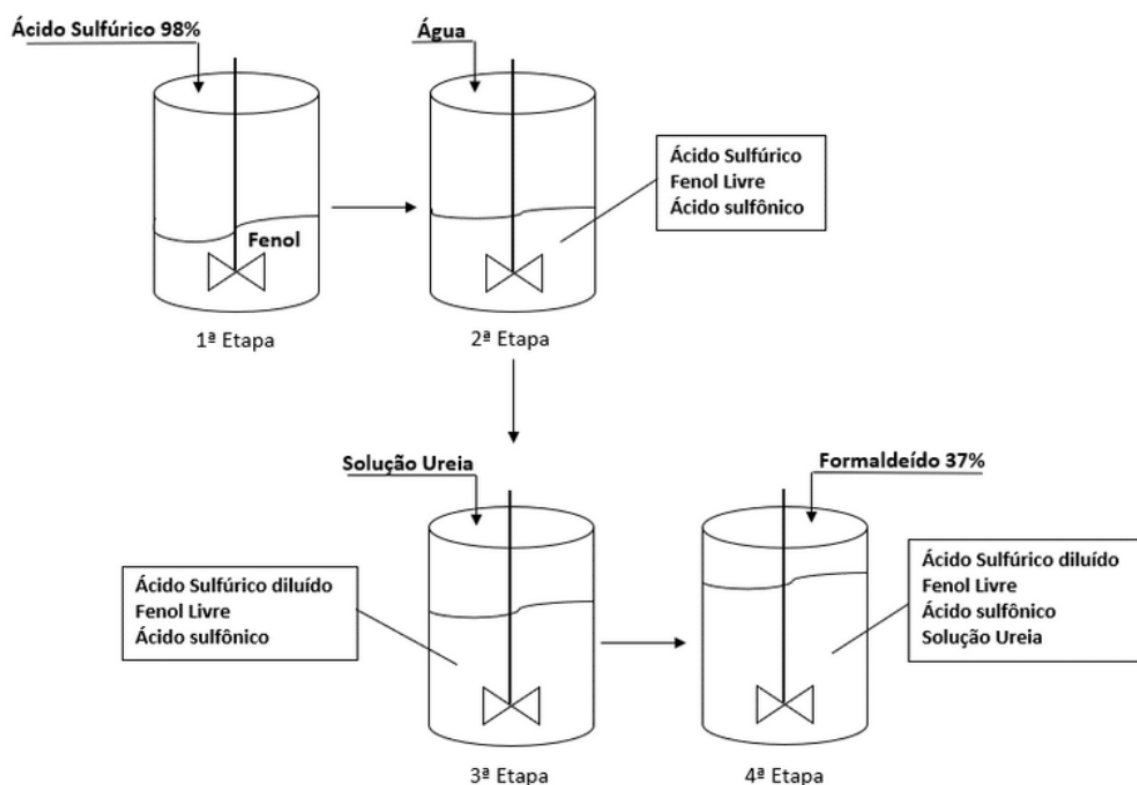 Ácido Sulfúrico 98%
Água
Ácido Sulfúrico
Fenol Livre
Ácido sulfônico
Fenol
1ª Etapa
2ª Etapa
Solução Ureia
Formaldeído 37%
Ácido Sulfúrico diluído
Fenol Livre
Ácido sulfônico
Ácido Sulfúrico diluído
Fenol Livre
Ácido sulfônico
Solução Ureia
3ª Etapa
4ª Etapa